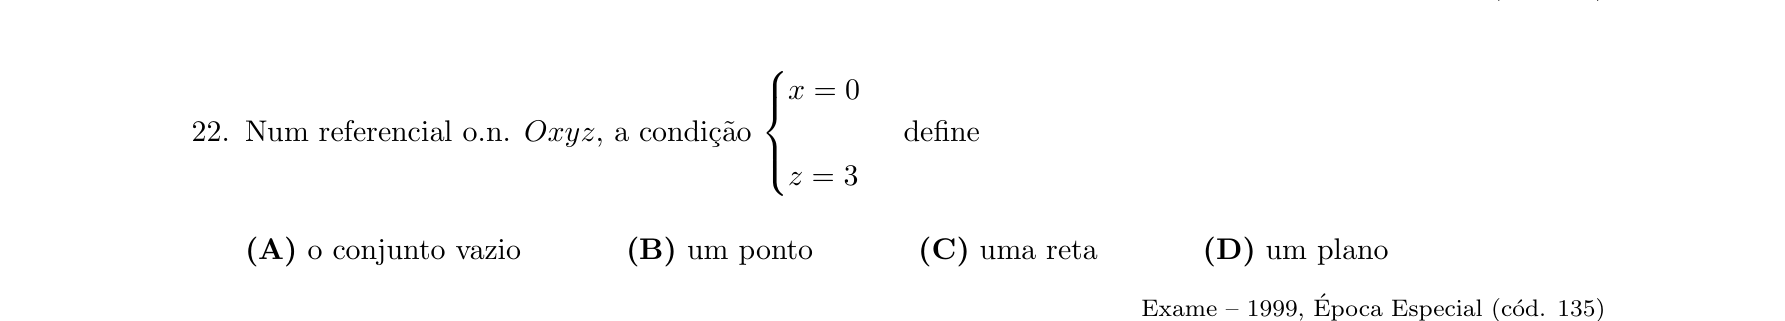 22. Num referencial o.n. Oxyz, a condição { x = 0
z = 3 define
(A) o conjunto vazio (B) um ponto (C) uma reta (D) um plano
Exame – 1999, Época Especial (cód. 135)